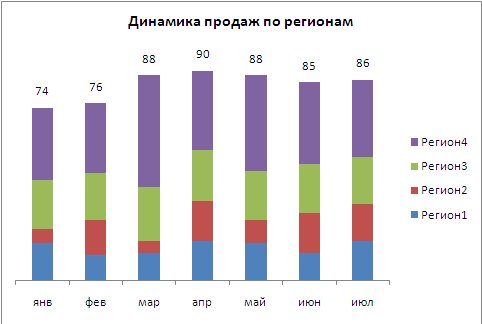 Динамика продаж по регионам
74 76 88 90 88 85 86
Регион4
Регион3
Регион2
Регион1
янв фев мар апр май июн июл